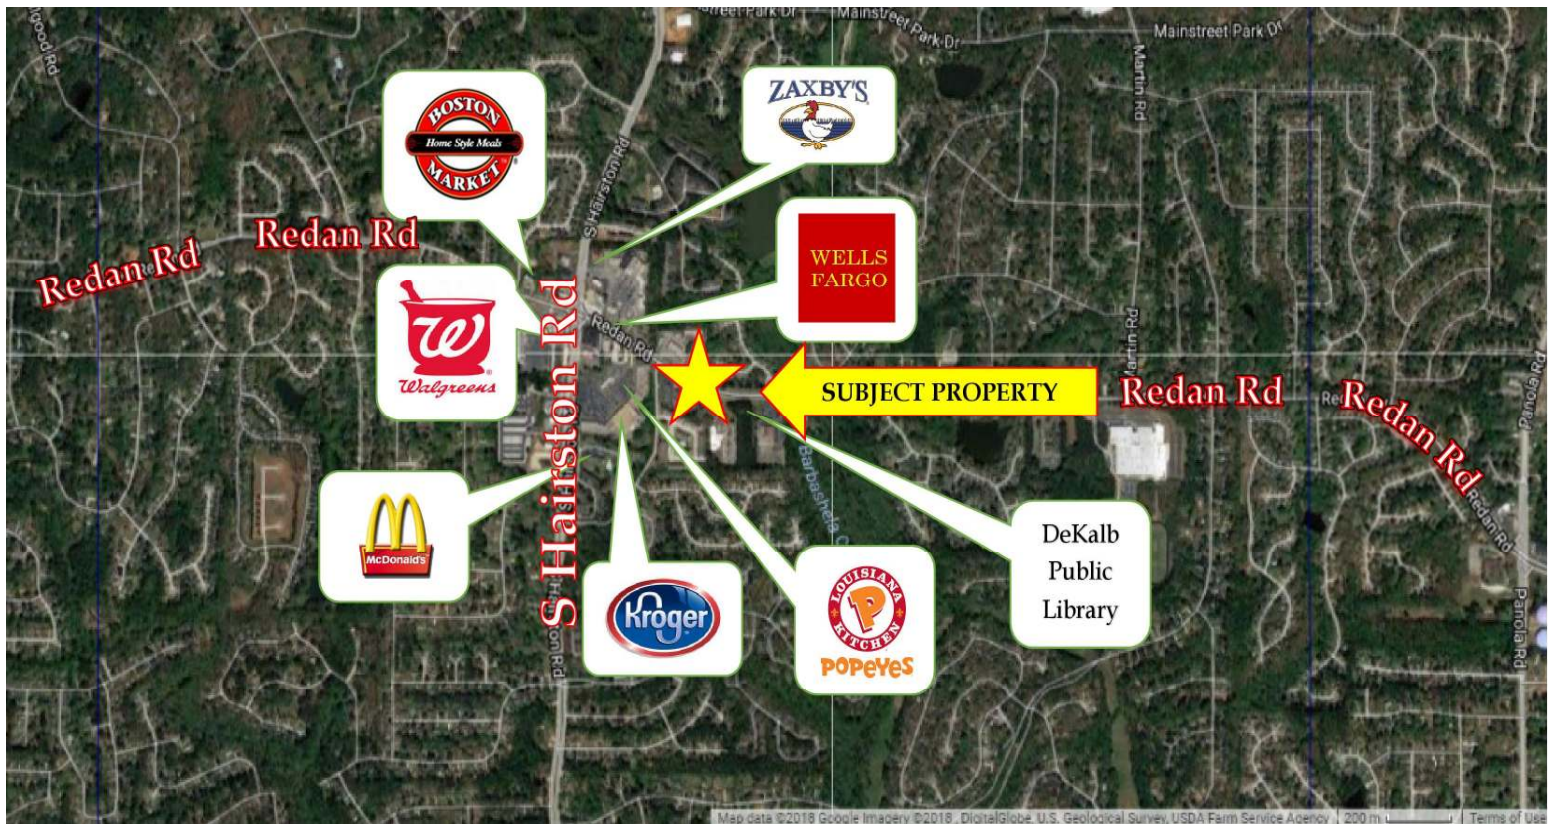 Mainstreet Park Dr
Mainstreet Park Dr
Martin Rd
BOSTON
Home Style Meals
MARKET
ZAXBY'S
S Hairston Rd
Redan Rd
Redan Rd
WELLS
FARGO
Walgreens
S Hairston Rd
Redan Rd
Martin Rd
SUBJECT PROPERTY
Redan Rd
Redan Rd
Panola Rd
McDonald's
Kroger
LOUISIANA
KITCHEN
POPEYES
DeKalb
Public
Library
Redan Rd
Panola Rd
Map data ©2018 Google Imagery ©2018, DigitalGlobe, U.S. Geological Survey, USDA Farm Service Agency
200 m
Terms of Use